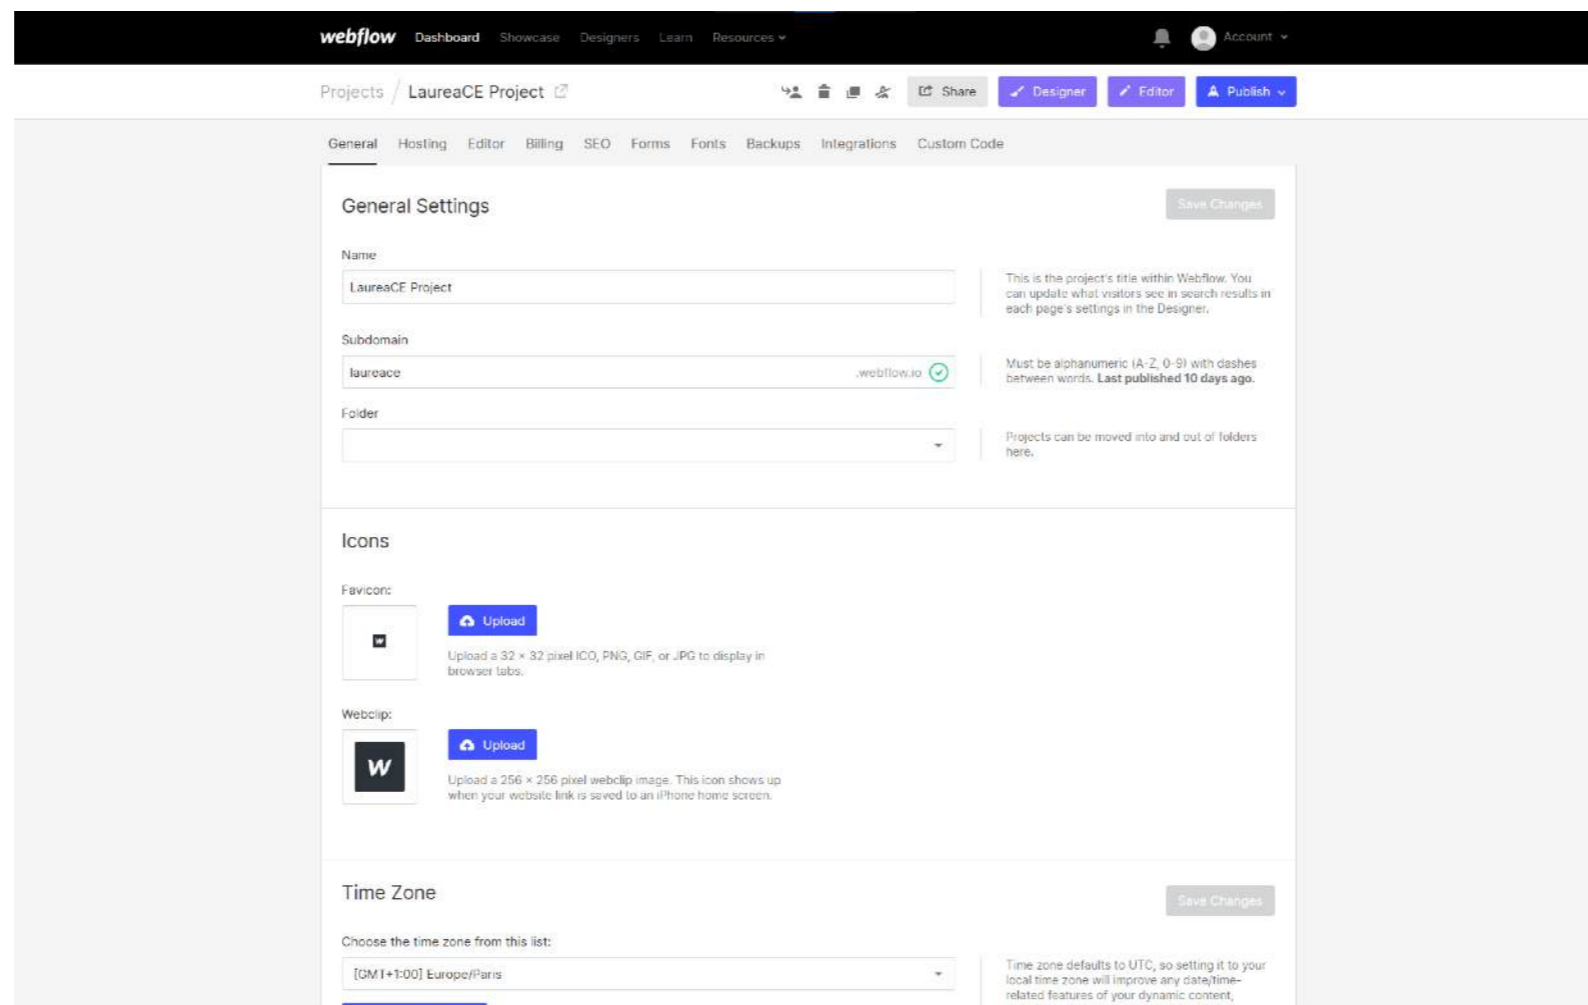 webflow Dashboard Showcase Designers Learn Resources Account
Projects / LaureaCE Project Share Designer Editor Publish
General Hosting Editor Billing SEO Forms Fonts Backups Integrations Custom Code
General Settings
Save Changes
Name
LaureaCE Project
This is the project's title within Webflow. You
can update what visitors see in search results in
each page's settings in the Designer.
Subdomain
laureace .webflow.io
Must be alphanumeric (A-Z, 0-9) with dashes
between words. Last published 10 days ago.
Folder
Projects can be moved into and out of folders
here.
Icons
Favicon:
W
Upload
Upload a 32 × 32 pixel ICO, PNG, GIF, or JPG to display in
browser tabs.
Webclip:
W
Upload
Upload a 256 × 256 pixel webclip image. This icon shows up
when your website link is saved to an iPhone home screen.
Time Zone
Save Changes
Choose the time zone from this list:
[GMT+1:00] Europe/Paris
Time zone defaults to UTC, so setting it to your
local time zone will improve any date/time-
related features of your dynamic content,